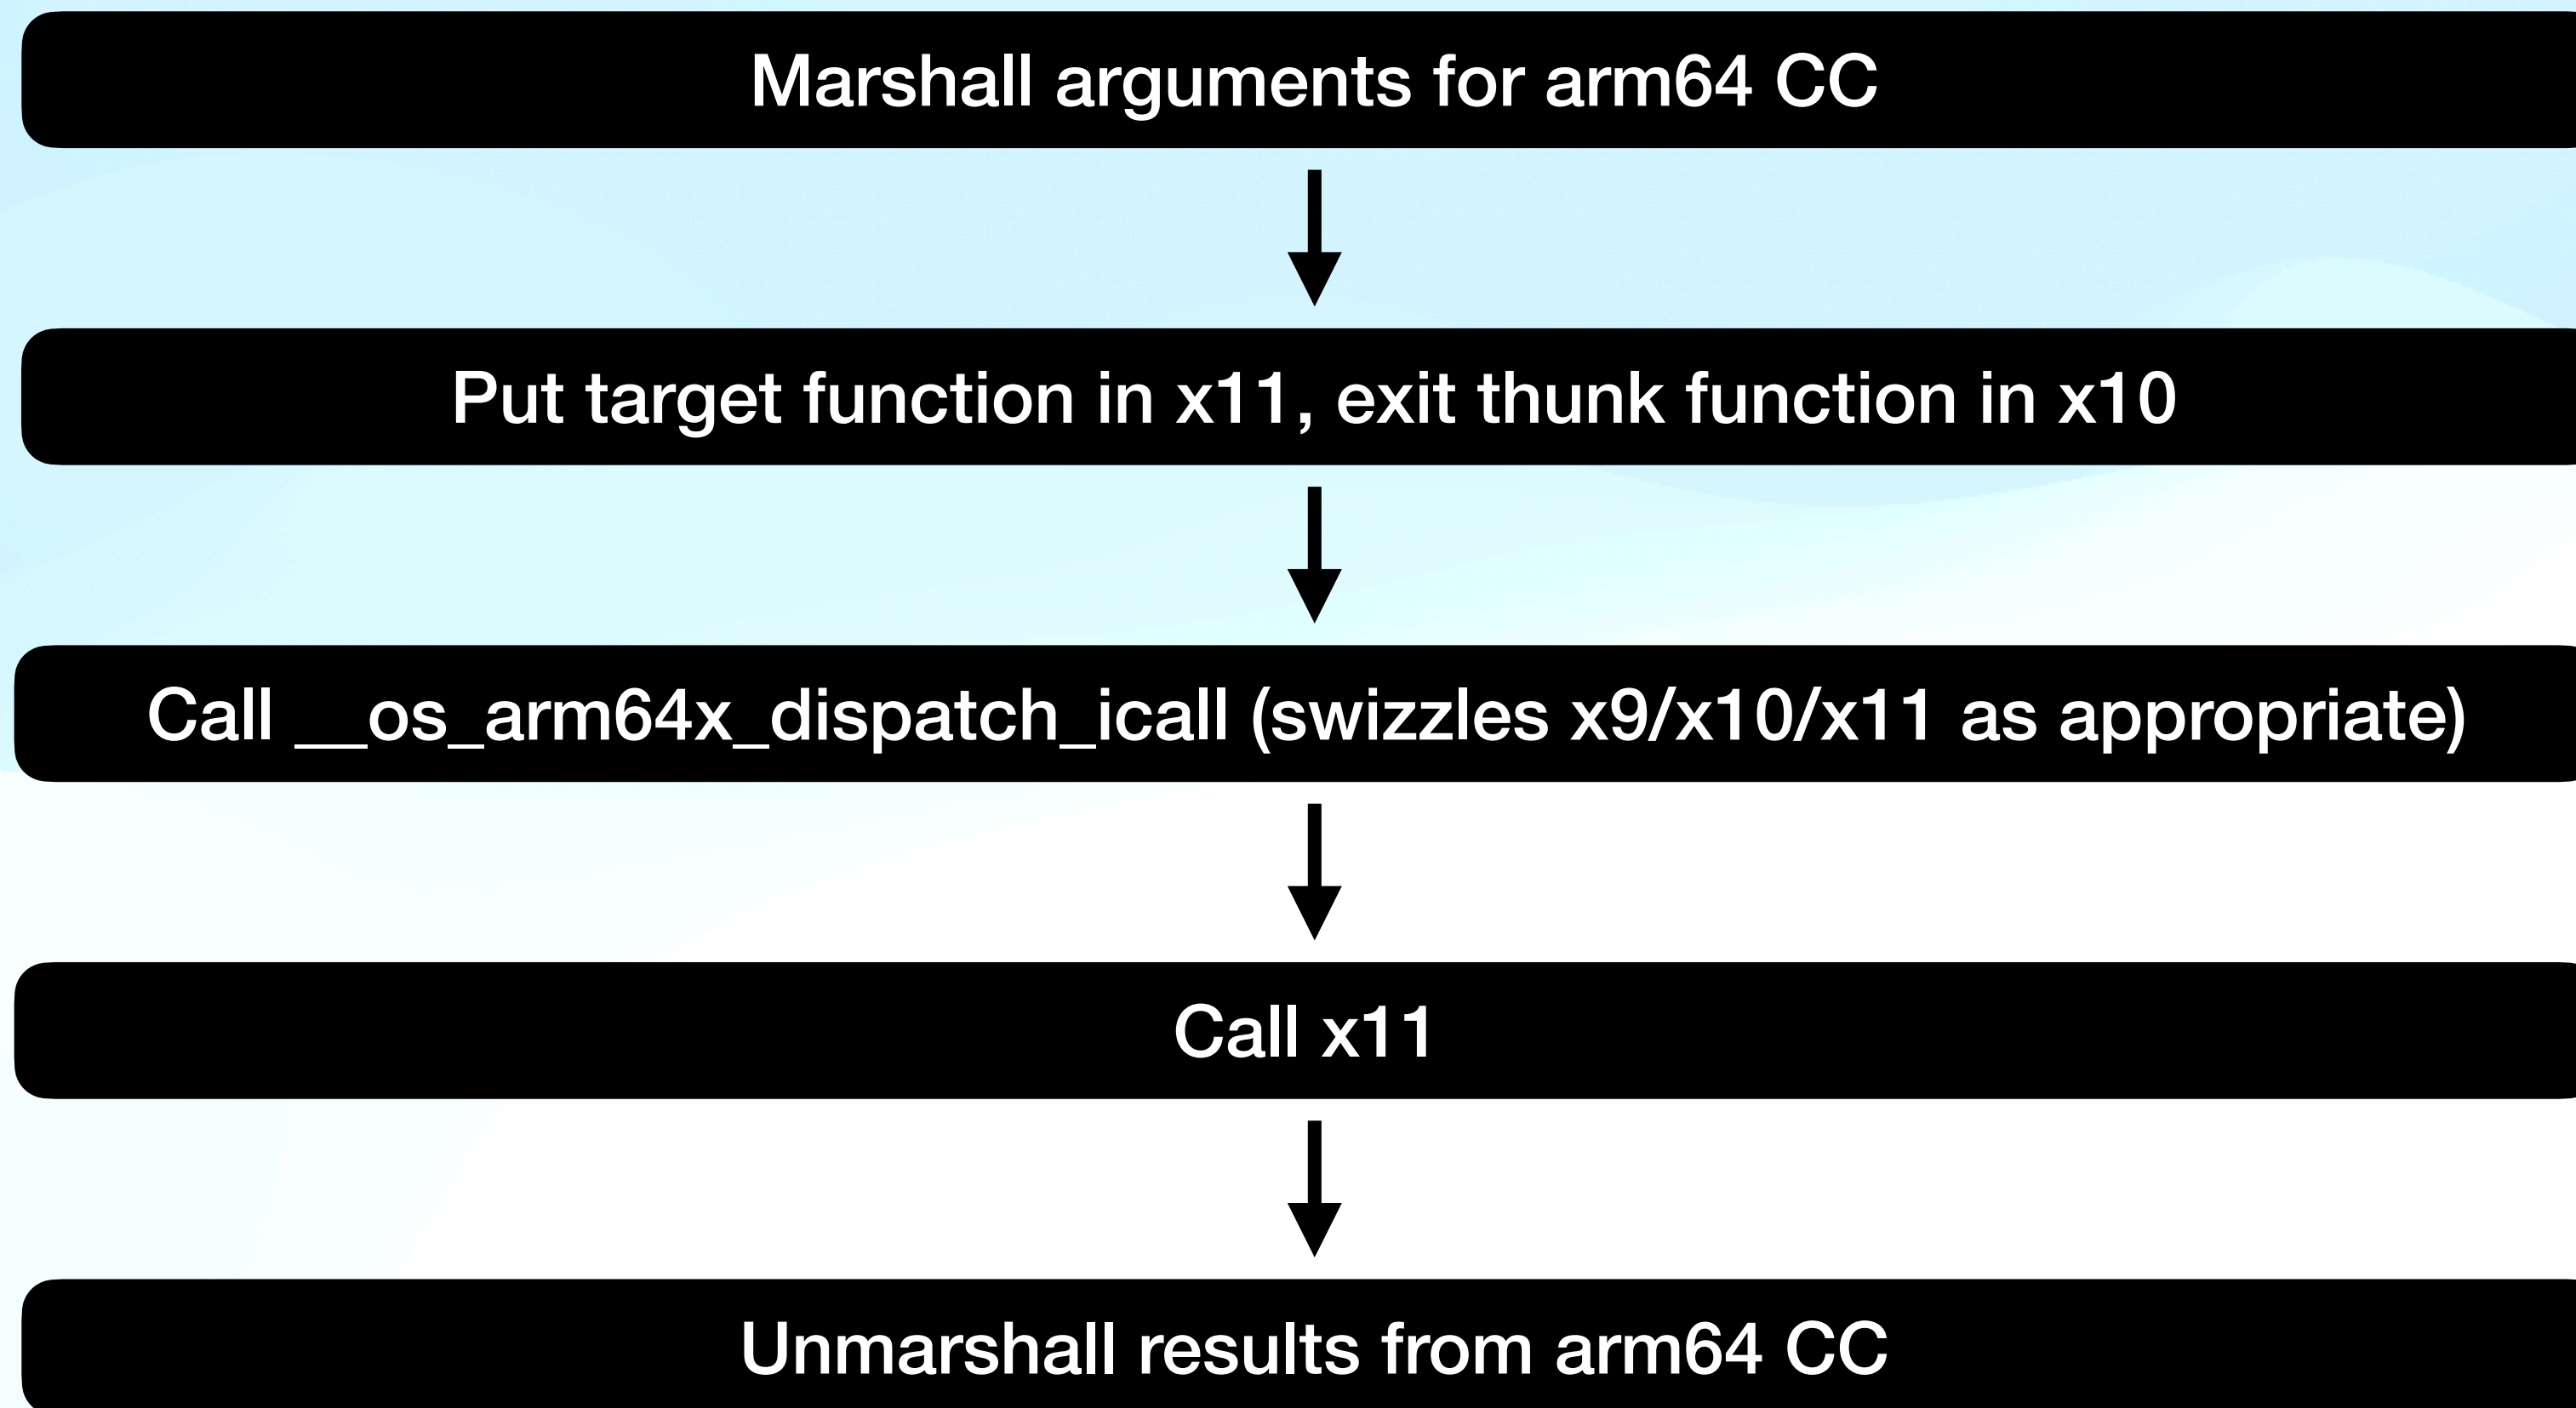 Marshall arguments for arm64 CC
Put target function in x11, exit thunk function in x10
Call __os_arm64x_dispatch_icall (swizzles x9/x10/x11 as appropriate)
Call x11
Unmarshall results from arm64 CC